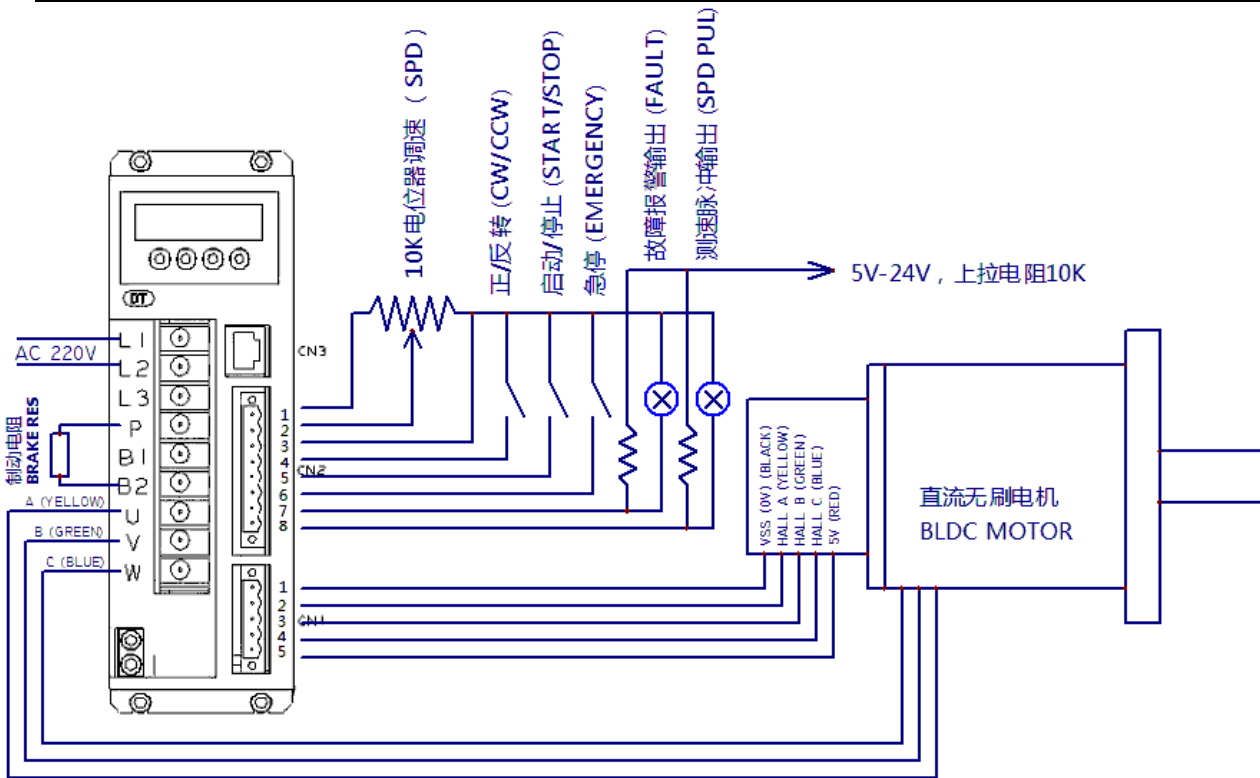 10K电位器调速 ( SPD )
正/反转 (CW/CCW)
启动/停止 (START/STOP)
急停 (EMERGENCY)
故障报警输出 (FAULT)
测速脉冲输出 (SPD PUL)
5V-24V , 上拉电阻10K
DT
AC 220V
L1
L2
L3
P
B1
B2
U
V
W
制动电阻
BRAKE RES
A (YELLOW)
B (GREEN)
C (BLUE)
CN3
1
2
3
4
5
6
7
8
CN2
1
2
3
4
5
CN1
VSS (0V) (BLACK)
HALL A (YELLOW)
HALL B (GREEN)
HALL C (BLUE)
5V (RED)
直流无刷电机
BLDC MOTOR